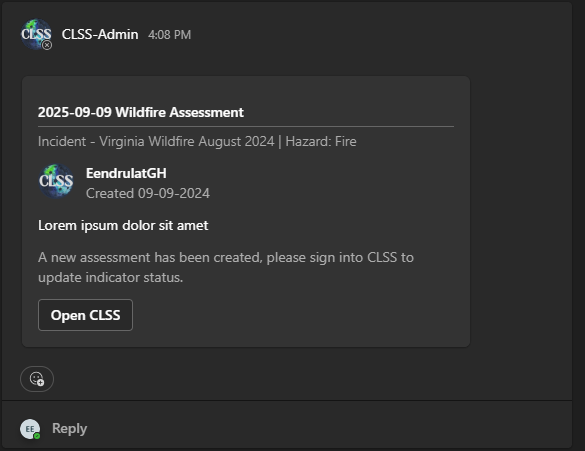 CLSS
CLSS-Admin 4:08 PM
2025-09-09 Wildfire Assessment
Incident - Virginia Wildfire August 2024 | Hazard: Fire
CLSS
EendrulatGH
Created 09-09-2024
Lorem ipsum dolor sit amet
A new assessment has been created, please sign into CLSS to
update indicator status.
Open CLSS
EE
Reply